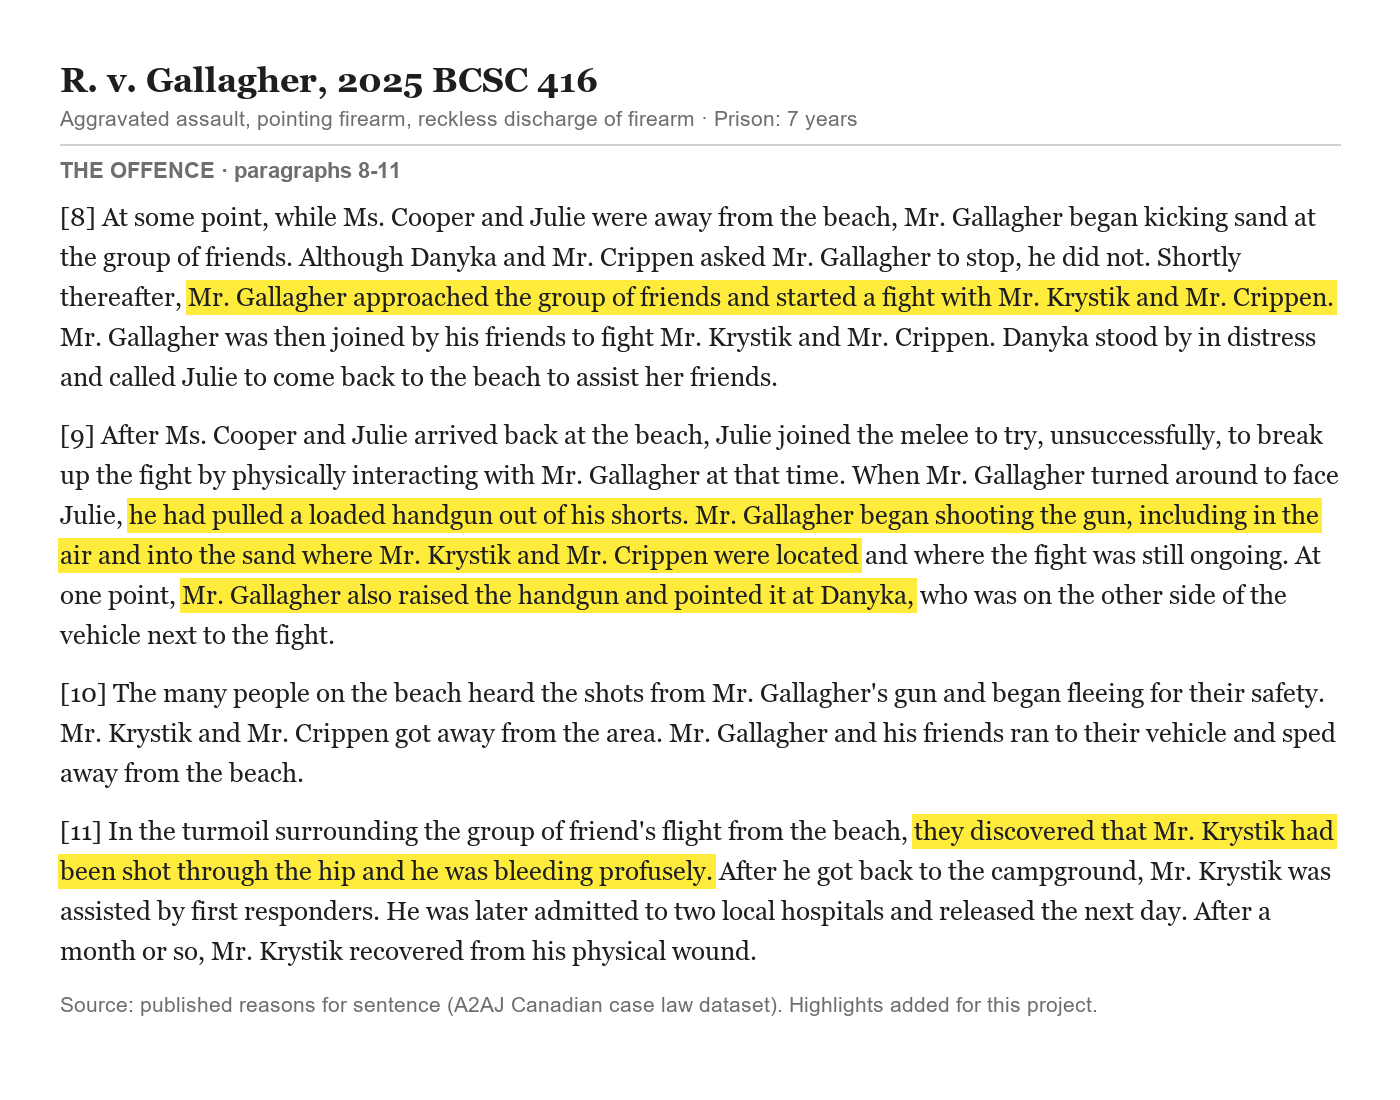 R. v. Gallagher, 2025 BCSC 416
Aggravated assault, pointing firearm, reckless discharge of firearm · Prison: 7 years
THE OFFENCE · paragraphs 8-11
[8] At some point, while Ms. Cooper and Julie were away from the beach, Mr. Gallagher began kicking sand at
the group of friends. Although Danyka and Mr. Crippen asked Mr. Gallagher to stop, he did not. Shortly
thereafter, Mr. Gallagher approached the group of friends and started a fight with Mr. Krystik and Mr. Crippen.
Mr. Gallagher was then joined by his friends to fight Mr. Krystik and Mr. Crippen. Danyka stood by in distress
and called Julie to come back to the beach to assist her friends.
[9] After Ms. Cooper and Julie arrived back at the beach, Julie joined the melee to try, unsuccessfully, to break
up the fight by physically interacting with Mr. Gallagher at that time. When Mr. Gallagher turned around to face
Julie, he had pulled a loaded handgun out of his shorts. Mr. Gallagher began shooting the gun, including in the
air and into the sand where Mr. Krystik and Mr. Crippen were located and where the fight was still ongoing. At
one point, Mr. Gallagher also raised the handgun and pointed it at Danyka, who was on the other side of the
vehicle next to the fight.
[10] The many people on the beach heard the shots from Mr. Gallagher's gun and began fleeing for their safety.
Mr. Krystik and Mr. Crippen got away from the area. Mr. Gallagher and his friends ran to their vehicle and sped
away from the beach.
[11] In the turmoil surrounding the group of friend's flight from the beach, they discovered that Mr. Krystik had
been shot through the hip and he was bleeding profusely. After he got back to the campground, Mr. Krystik was
assisted by first responders. He was later admitted to two local hospitals and released the next day. After a
month or so, Mr. Krystik recovered from his physical wound.
Source: published reasons for sentence (A2AJ Canadian case law dataset). Highlights added for this project.